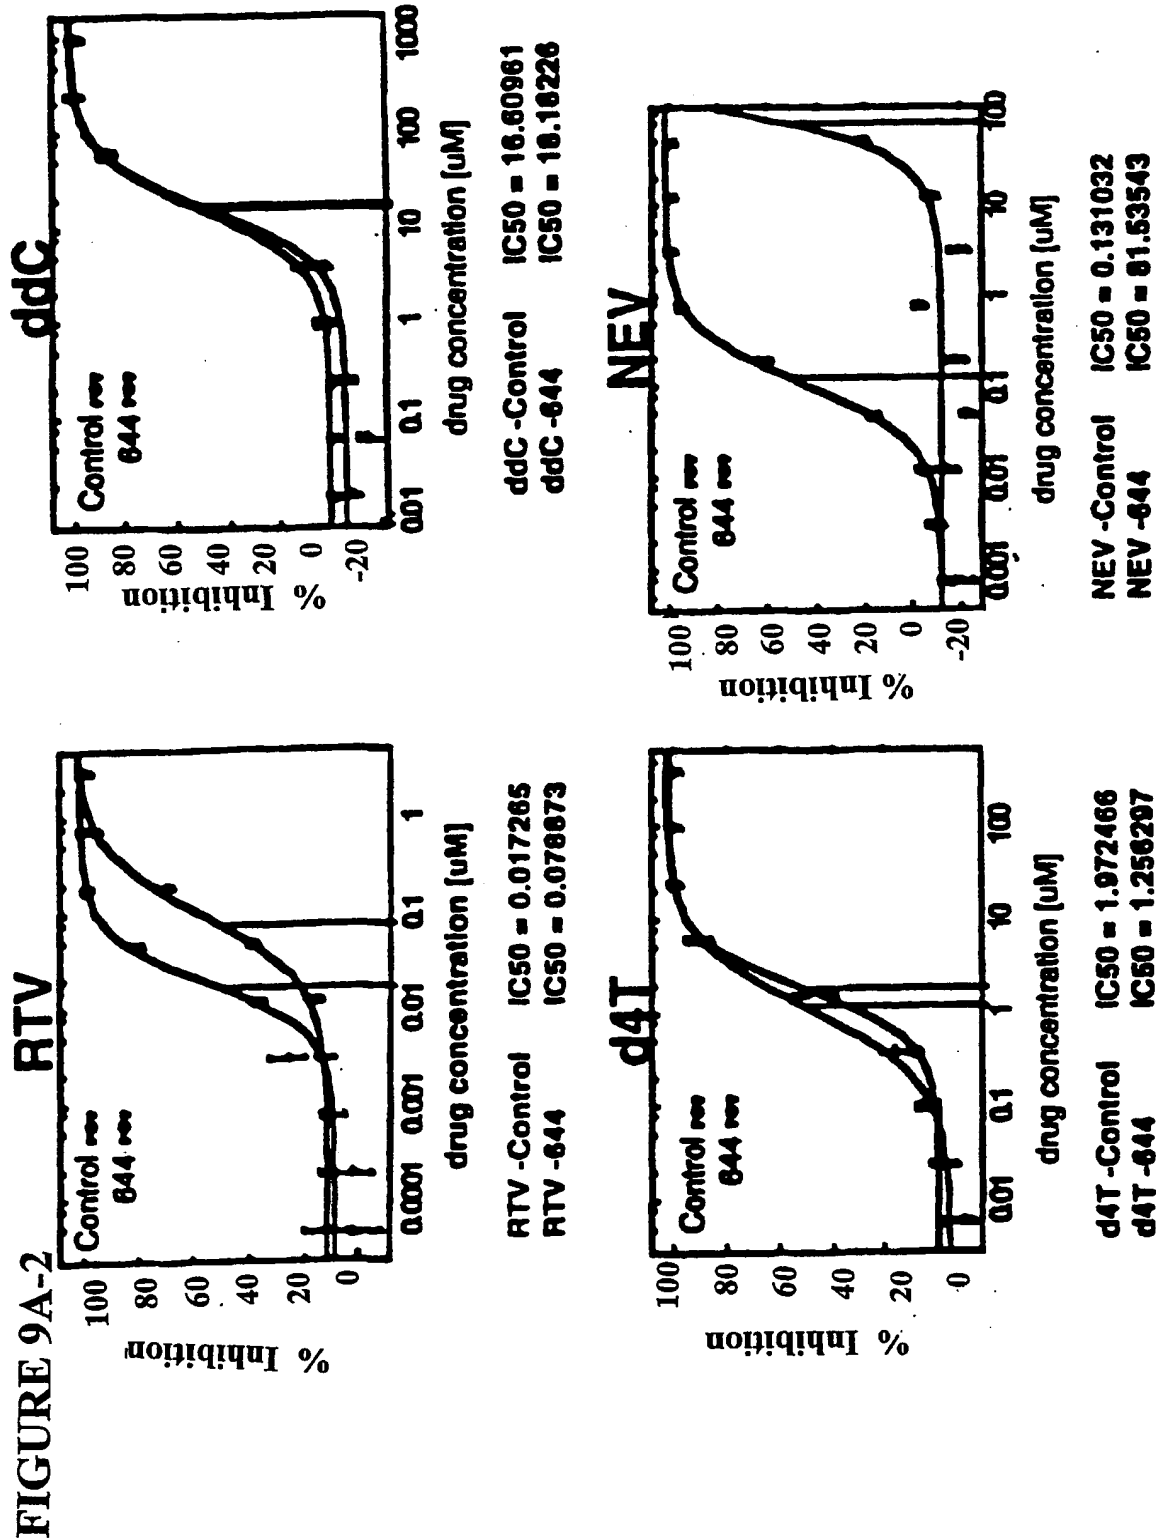 FIGURE 9A-2
RTV
Control
644
% Inhibition
100
80
60
40
20
0
0.0001 0.001 0.01 0.1 1
drug concentration [uM]
RTV -Control IC50 = 0.017265
RTV -644 IC50 = 0.078873
ddC
Control
644
% Inhibition
100
80
60
40
20
0
-20
0.01 0.1 1 10 100 1000
drug concentration [uM]
ddC -Control IC50 = 16.60961
ddC -644 IC50 = 18.18226
d4T
Control
644
% Inhibition
100
80
60
40
20
0
0.01 0.1 1 10 100
drug concentration [uM]
d4T -Control IC50 = 1.972466
d4T -644 IC50 = 1.256297
NEV
Control
644
% Inhibition
100
80
60
40
20
0
-20
0.001 0.01 0.1 1 10 100
drug concentration [uM]
NEV -Control IC50 = 0.131032
NEV -644 IC50 = 61.53543